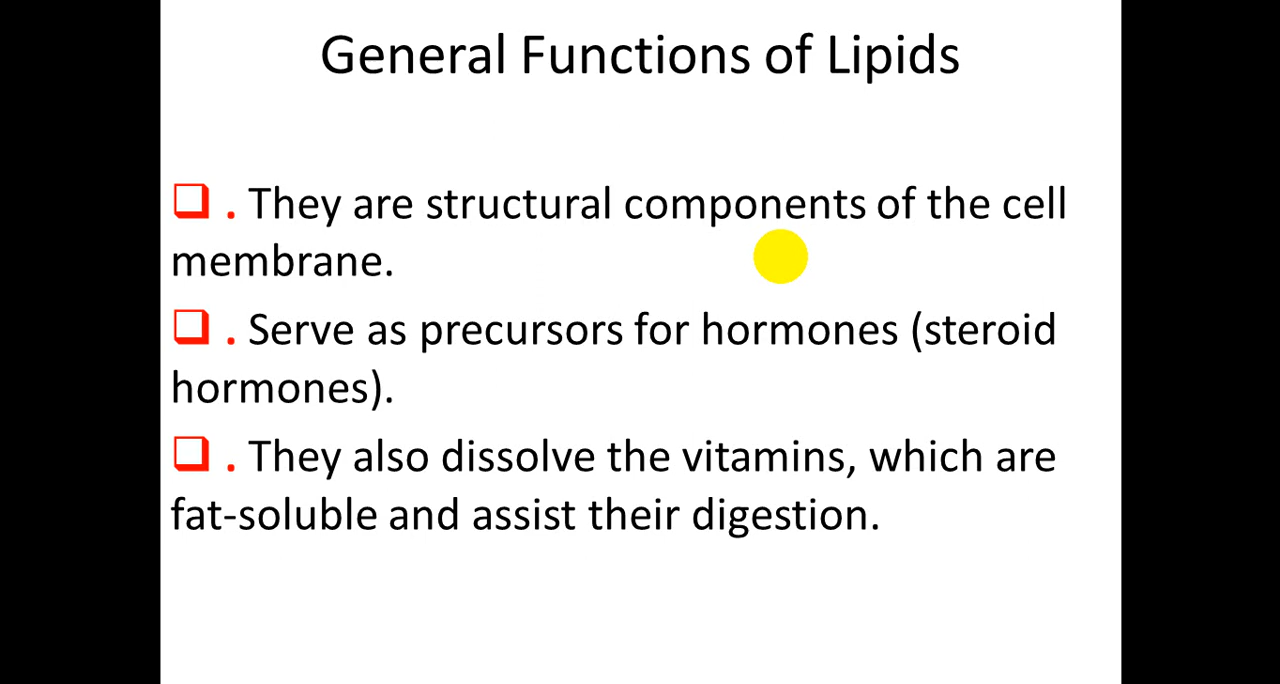 General Functions of Lipids
❑ . They are structural components of the cell
membrane.
❑ . Serve as precursors for hormones (steroid
hormones).
❑ . They also dissolve the vitamins, which are
fat-soluble and assist their digestion.